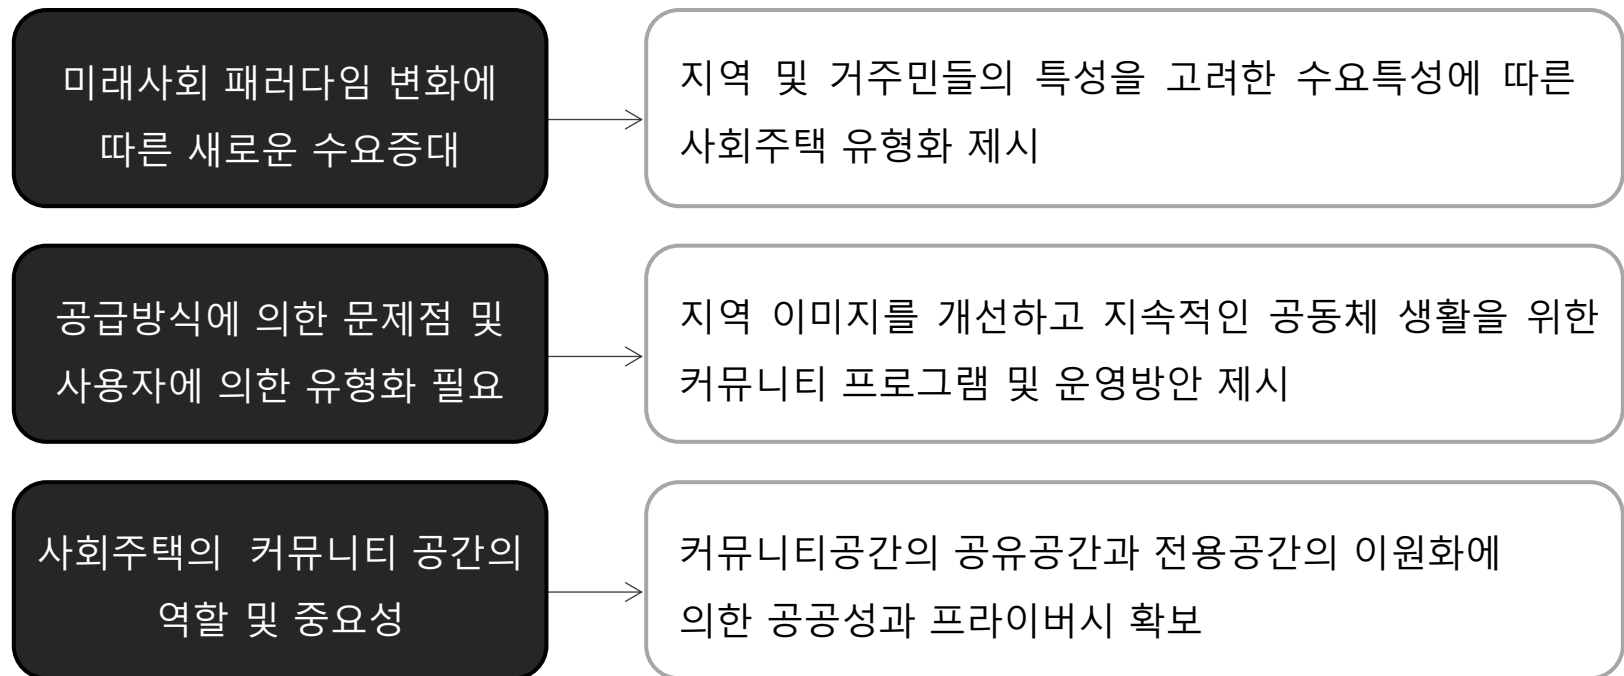 미래사회 패러다임 변화에
따른 새로운 수요증대
지역 및 거주민들의 특성을 고려한 수요특성에 따른
사회주택 유형화 제시
공급방식에 의한 문제점 및
사용자에 의한 유형화 필요
지역 이미지를 개선하고 지속적인 공동체 생활을 위한
커뮤니티 프로그램 및 운영방안 제시
사회주택의 커뮤니티 공간의
역할 및 중요성
커뮤니티공간의 공유공간과 전용공간의 이원화에
의한 공공성과 프라이버시 확보